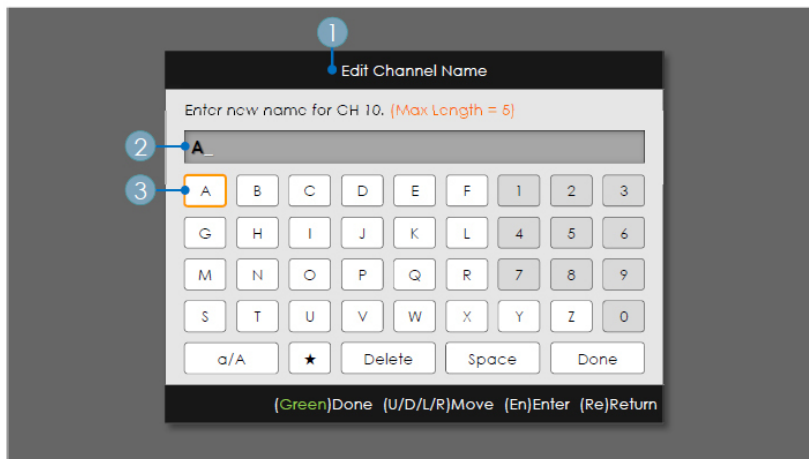 1
Edit Channel Name
Enter new name for CH 10. (Max Length = 5)
2 A_
3 A B C D E F 1 2 3
G H I J K L 4 5 6
M N O P Q R 7 8 9
S T U V W X Y Z 0
a/A ★ Delete Space Done
(Green)Done (U/D/L/R)Move (En)Enter (Re)Return